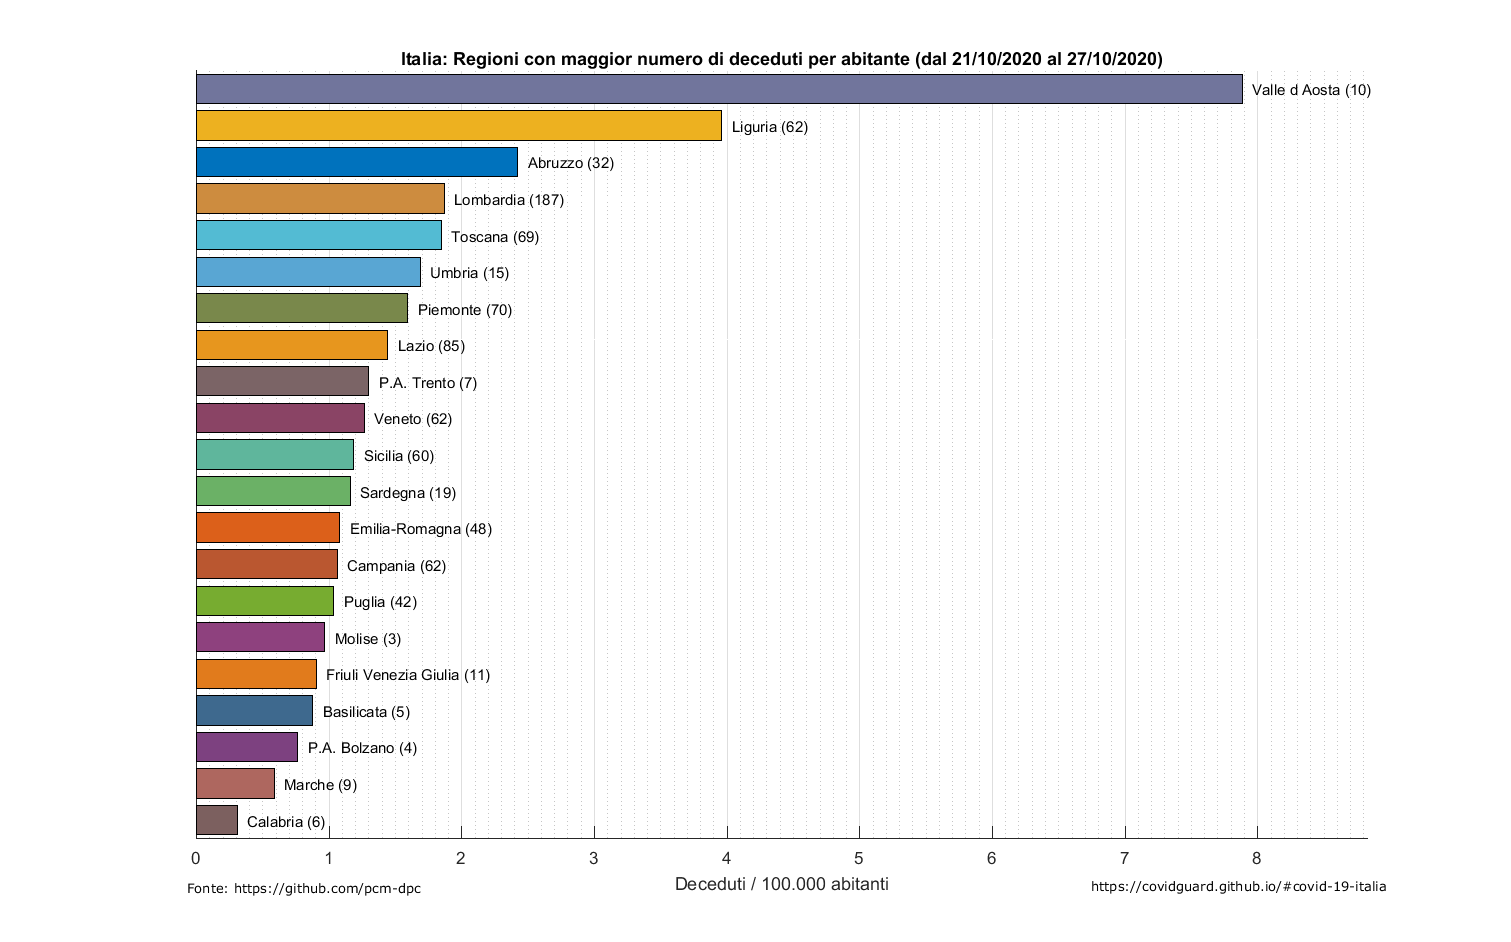 Italia: Regioni con maggior numero di deceduti per abitante (dal 21/10/2020 al 27/10/2020)
Valle d Aosta (10)
Liguria (62)
Abruzzo (32)
Lombardia (187)
Toscana (69)
Umbria (15)
Piemonte (70)
Lazio (85)
P.A. Trento (7)
Veneto (62)
Sicilia (60)
Sardegna (19)
Emilia-Romagna (48)
Campania (62)
Puglia (42)
Molise (3)
Friuli Venezia Giulia (11)
Basilicata (5)
P.A. Bolzano (4)
Marche (9)
Calabria (6)
0 1 2 3 4 5 6 7 8
Deceduti / 100.000 abitanti
Fonte: https://github.com/pcm-dpc
https://covidguard.github.io/#covid-19-italia